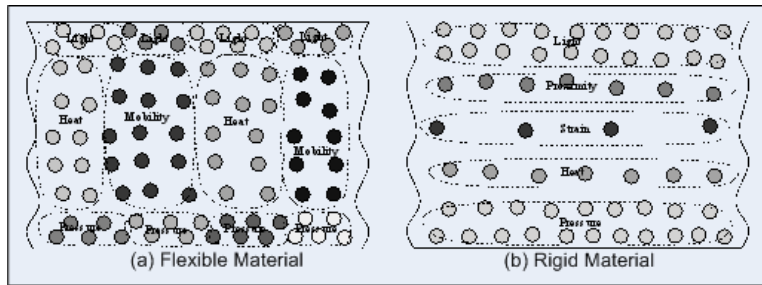 Light Light Light Light
Heat Mobility Heat Mobility
Pressure Pressure Pressure Pressure
(a) Flexible Material
Light
Proximity
Strain
Heat
Pressure
(b) Rigid Material